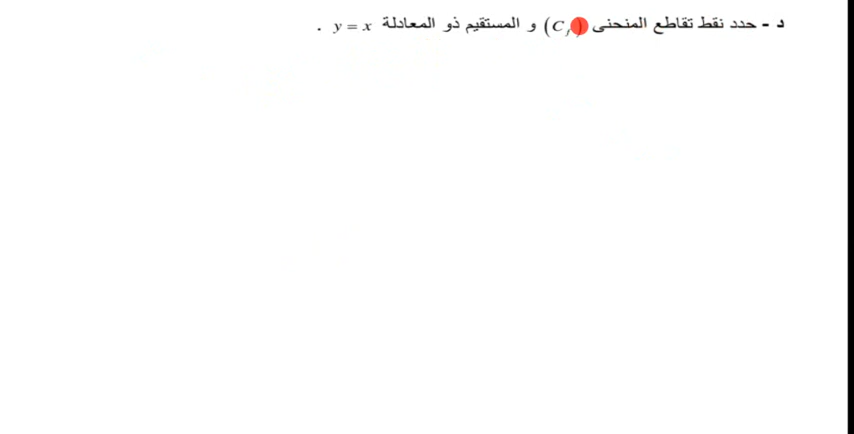 د - حدد نقط تقاطع المنحنى (C_f) و المستقيم ذو المعادلة y = x .